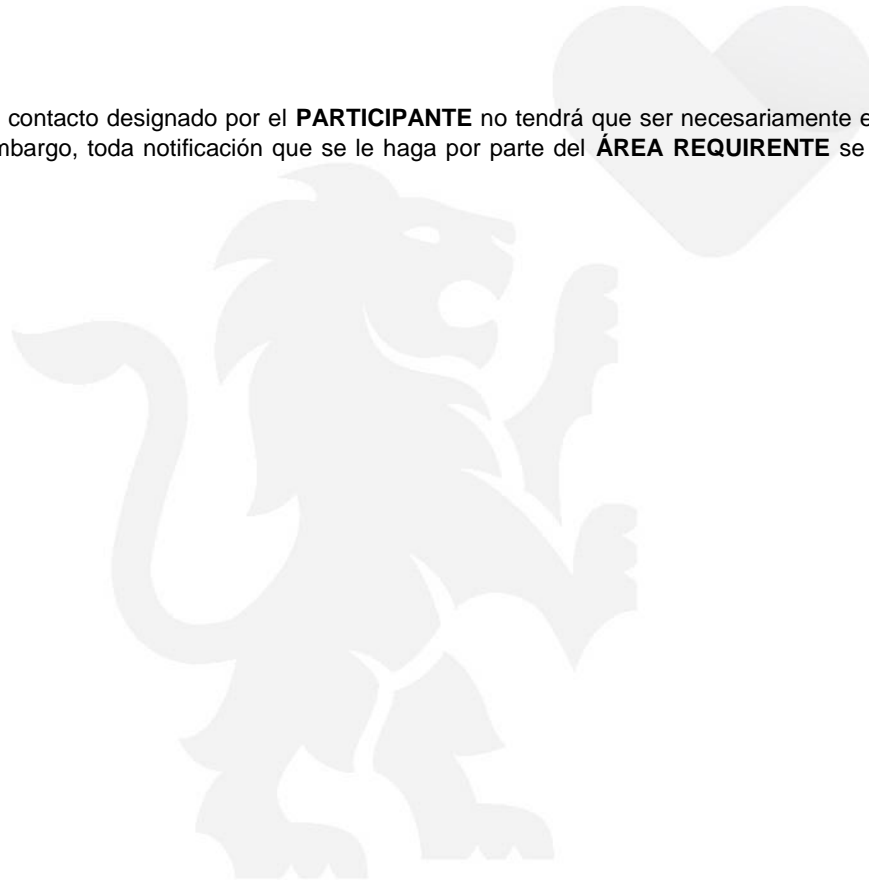 contacto designado por el PARTICIPANTE no tendrá que ser necesariamente
embargo, toda notificación que se le haga por parte del ÁREA REQUIRENTE se